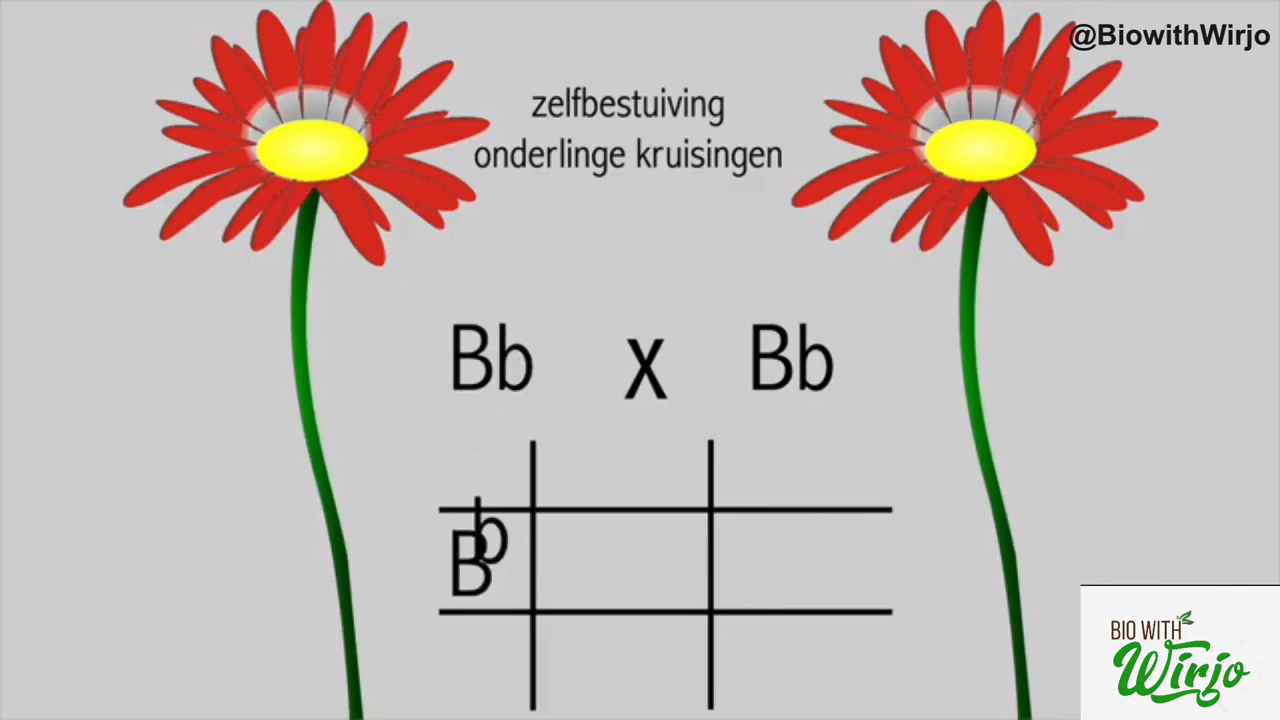 @BiowithWirjo
zelfbestuiving
onderlinge kruisingen
Bb x Bb
b
B
BIO WITH
Wirjo